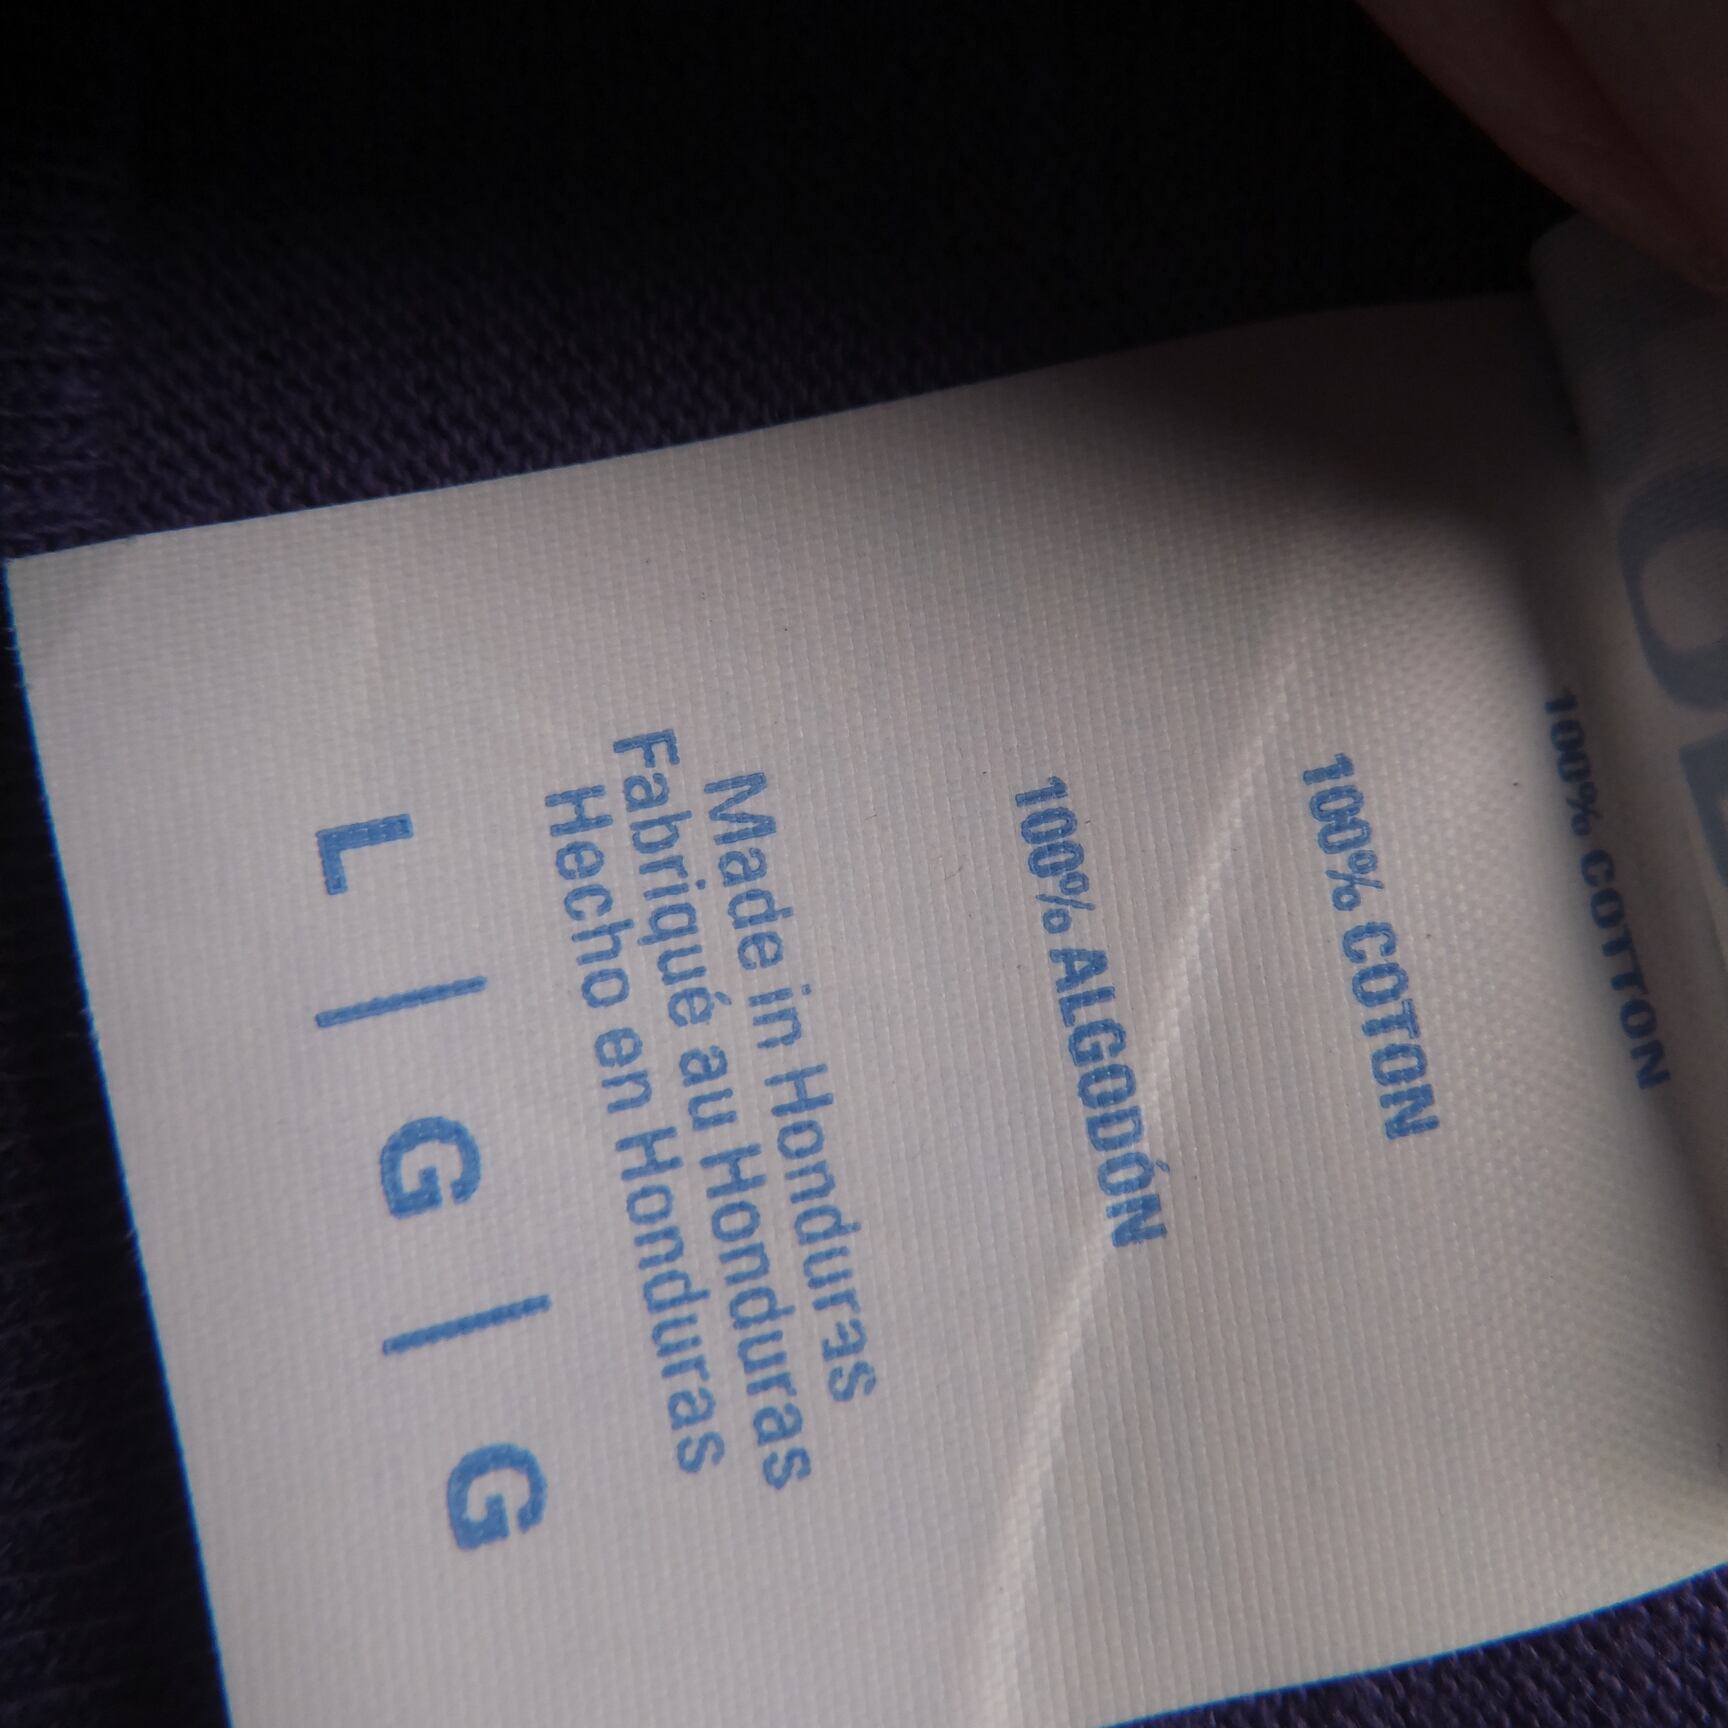 100% COTTON
100% COTON
100% ALGODÓN
Made in Honduras
Fabriqué au Honduras
Hecho en Honduras
L | G | G